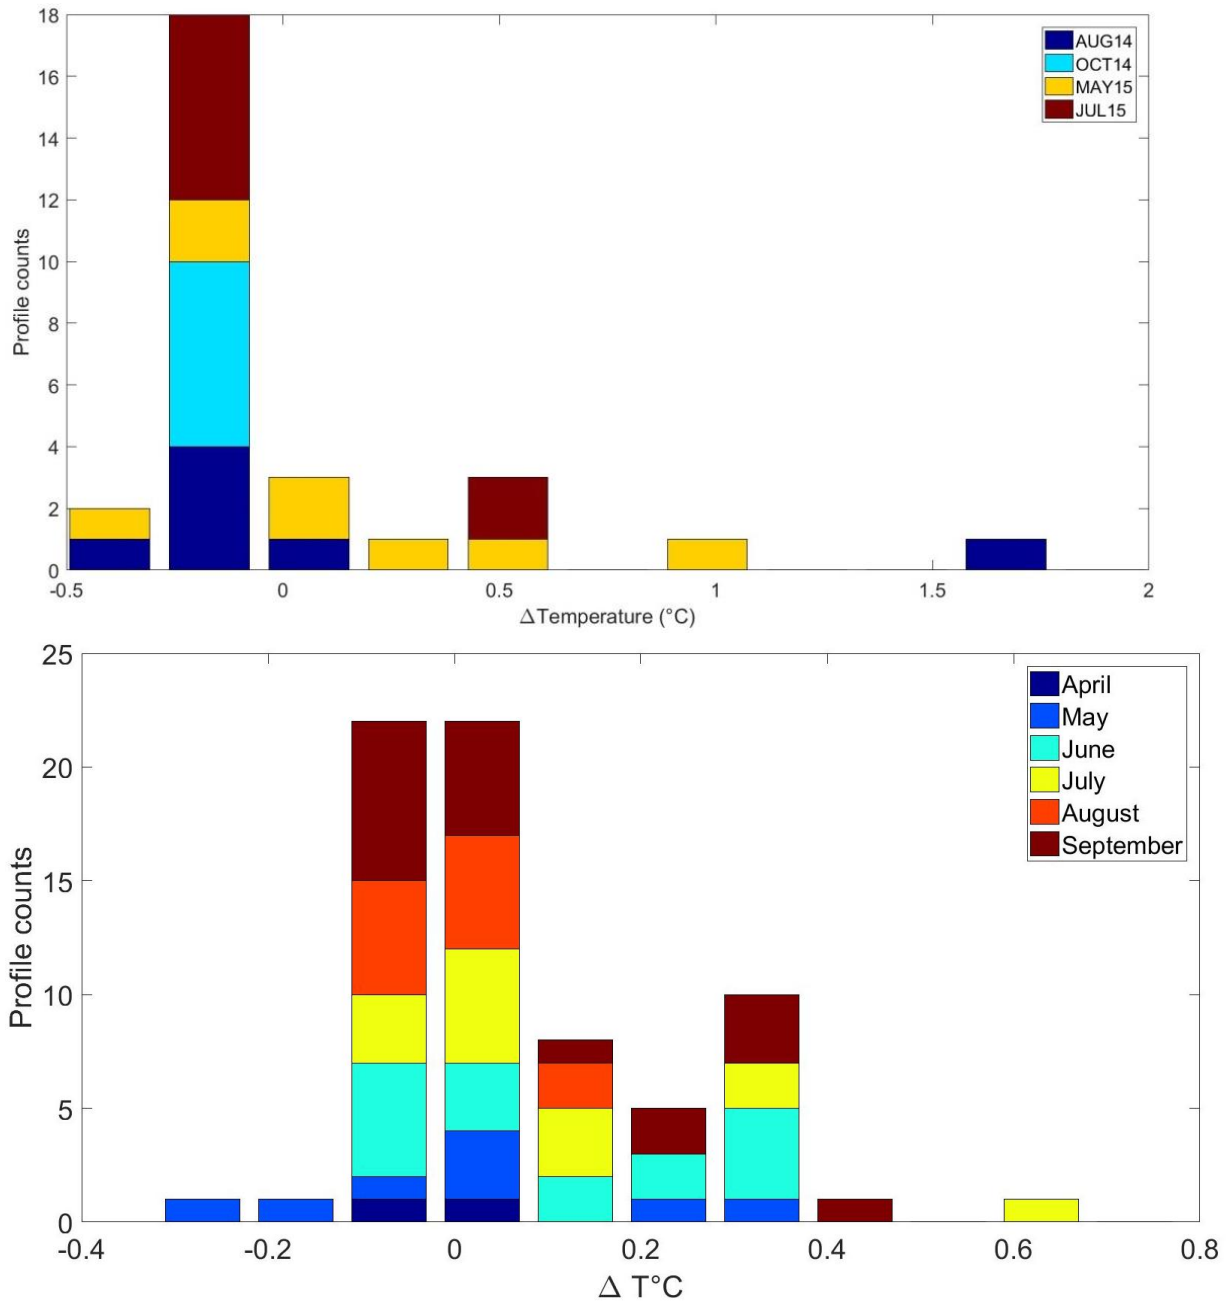 18
16
14
12
10
8
6
4
2
0
Profile counts
-0.5
0
0.5
1
1.5
2
ΔTemperature (°C)
AUG14
OCT14
MAY15
JUL15
25
20
15
10
5
0
Profile counts
-0.4
-0.2
0
0.2
0.4
0.6
0.8
Δ T°C
April
May
June
July
August
September